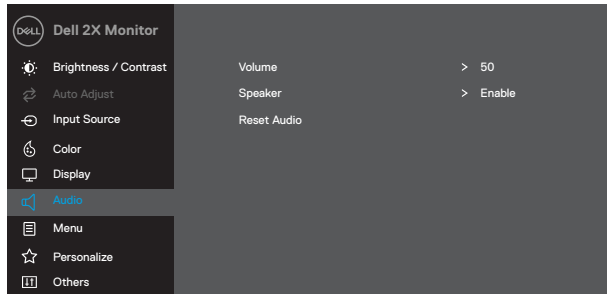 DELL Dell 2X Monitor
Brightness / Contrast
Auto Adjust
Input Source
Color
Display
Audio
Menu
Personalize
Others
Volume > 50
Speaker > Enable
Reset Audio